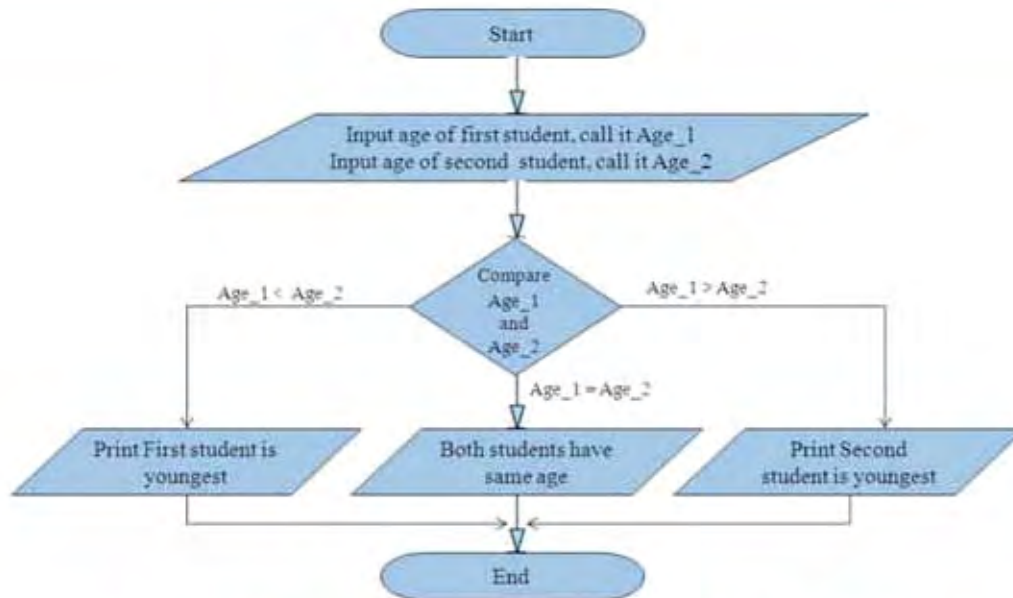 Start
Input age of first student, call it Age_1
Input age of second student, call it Age_2
Compare
Age_1
and
Age_2
Age_1 < Age_2
Age_1 > Age_2
Age_1 = Age_2
Print First student is
youngest
Both students have
same age
Print Second
student is youngest
End